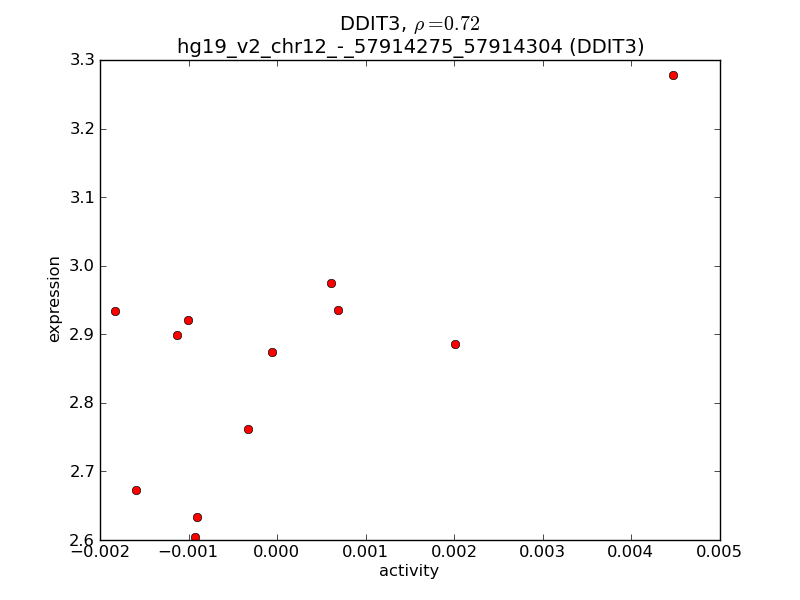 DDIT3, ρ=0.72
hg19_v2_chr12_-_57914275_57914304 (DDIT3)
3.3
3.2
3.1
3.0
2.9
2.8
2.7
2.6
expression
−0.002 −0.001 0.000 0.001 0.002 0.003 0.004 0.005
activity